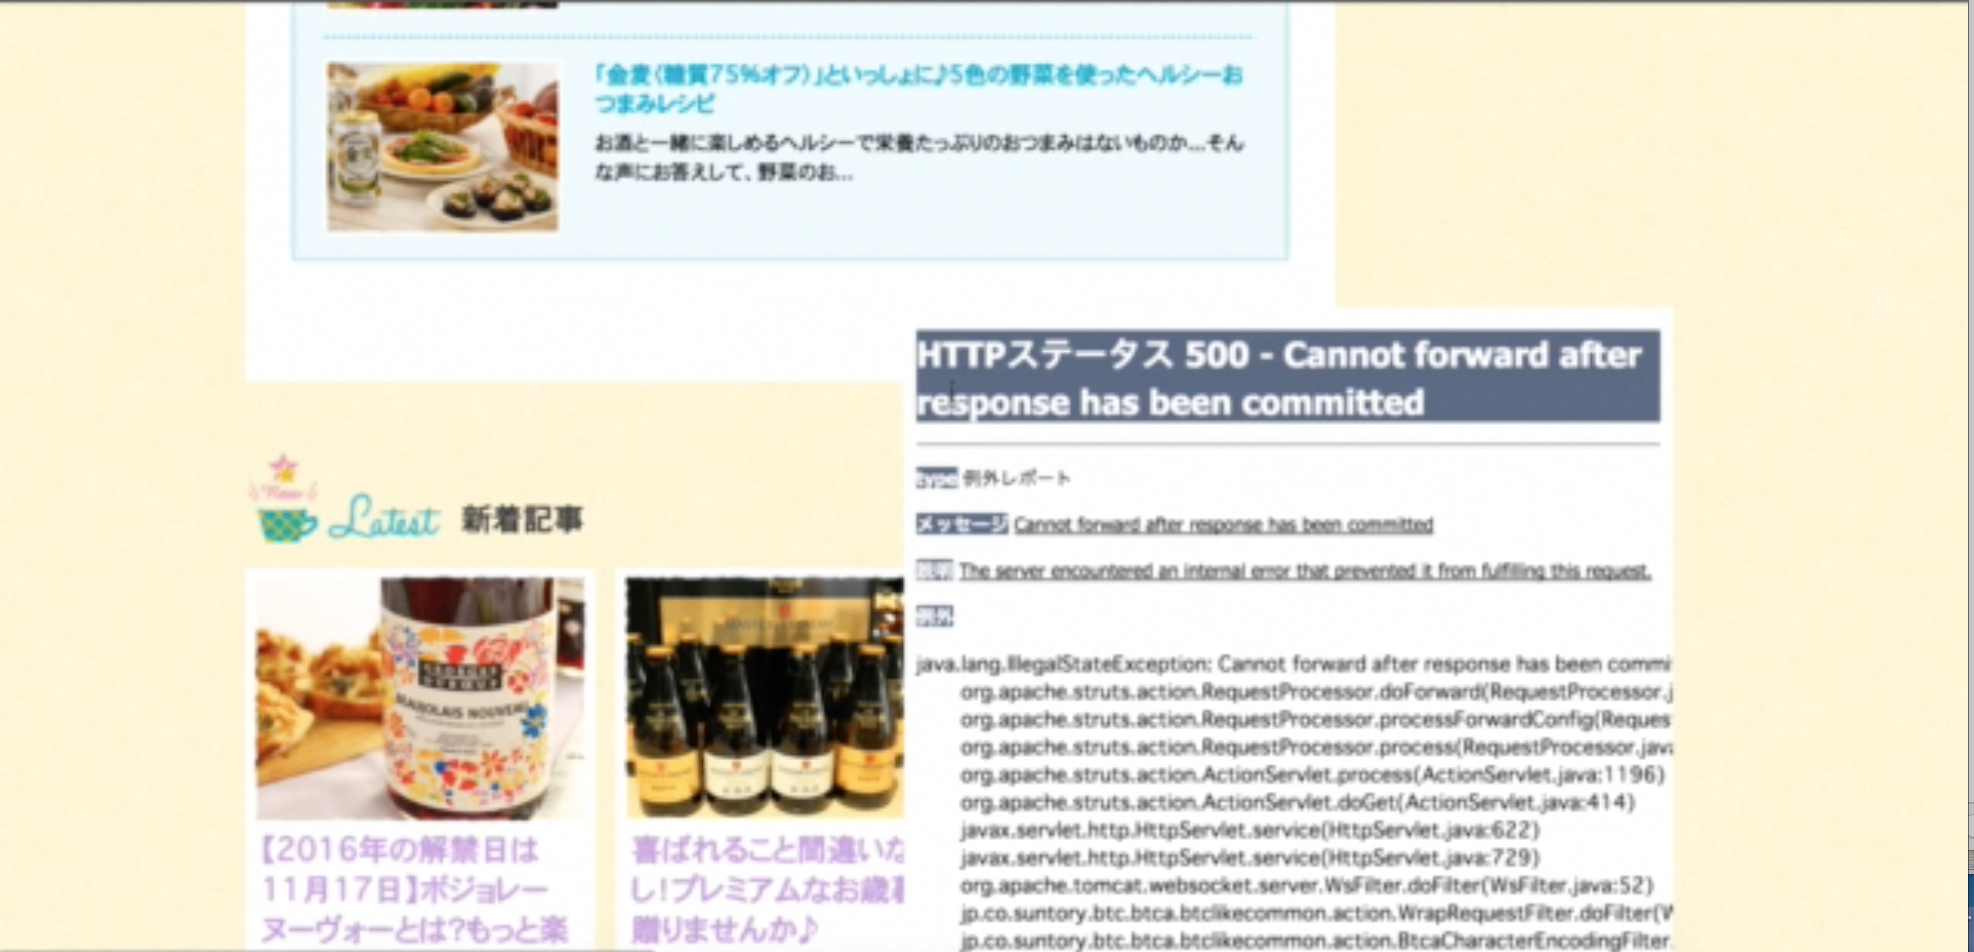 「金麦〈糖質75%オフ〉」といっしょに♪5色の野菜を使ったヘルシーお
つまみレシピ
お酒と一緒に楽しめるヘルシーで栄養たっぷりのおつまみはないものか…そん
な声にお答えして、野菜のお…
New
Latest 新着記事
BEAUJOLAIS NOUVEAU
【2016年の解禁日は
11月17日】ボジョレー
ヌーヴォーとは?もっと楽
喜ばれること間違いな
し!プレミアムなお歳暮
贈りませんか♪
HTTPステータス 500 - Cannot forward after
response has been committed
type 例外レポート
メッセージ Cannot forward after response has been committed
説明 The server encountered an internal error that prevented it from fulfilling this request.
例外
java.lang.IllegalStateException: Cannot forward after response has been commi
org.apache.struts.action.RequestProcessor.doForward(RequestProcessor.j
org.apache.struts.action.RequestProcessor.processForwardConfig(Reques
org.apache.struts.action.RequestProcessor.process(RequestProcessor.java
org.apache.struts.action.ActionServlet.process(ActionServlet.java:1196)
org.apache.struts.action.ActionServlet.doGet(ActionServlet.java:414)
javax.servlet.http.HttpServlet.service(HttpServlet.java:622)
javax.servlet.http.HttpServlet.service(HttpServlet.java:729)
org.apache.tomcat.websocket.server.WsFilter.doFilter(WsFilter.java:52)
jp.co.suntory.btc.btca.btclikecommon.action.WrapRequestFilter.doFilter(W
jp.co.suntory.btc.btca.btclikecommon.action.BtcaCharacterEncodingFilter.